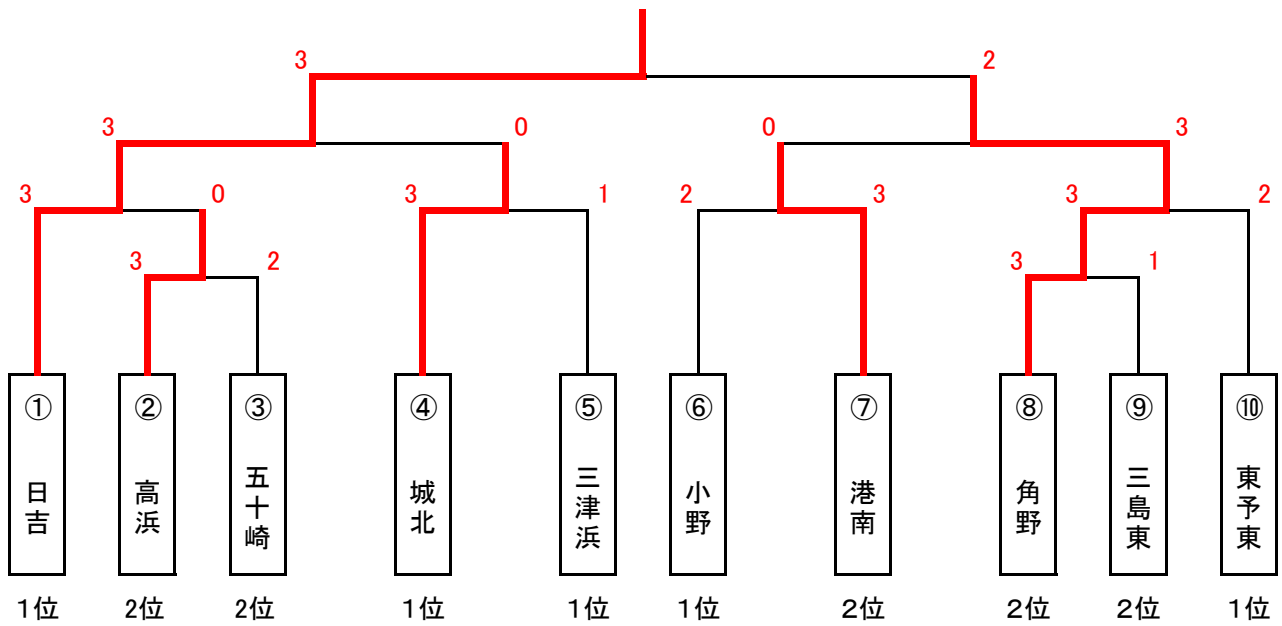 3 2
3 0 0 3
3 0 3 1 2 3 3 2
3 2 3 1
① ② ③ ④ ⑤ ⑥ ⑦ ⑧ ⑨ ⑩
日吉
高浜
五十崎
城北
三津浜
小野
港南
角野
三島東
東予東
1位 2位 2位 1位 1位 1位 2位 2位 2位 1位